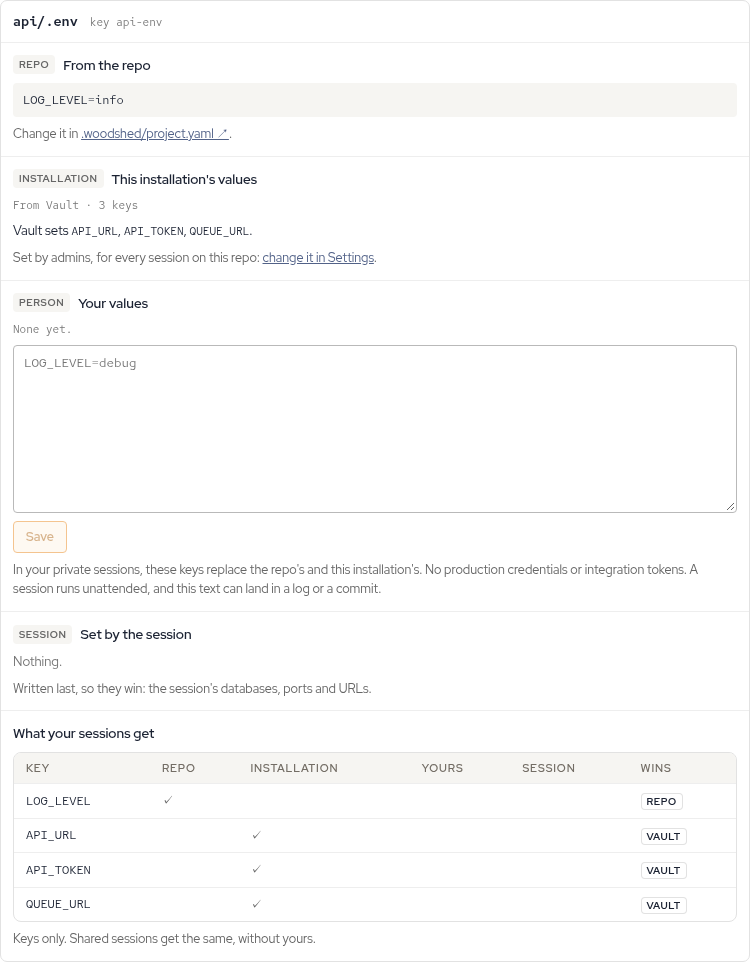 api/.env key api-env
REPO From the repo
LOG_LEVEL=info
Change it in .woodshed/project.yaml ↗.
INSTALLATION This installation's values
From Vault · 3 keys
Vault sets API_URL, API_TOKEN, QUEUE_URL.
Set by admins, for every session on this repo: change it in Settings.
PERSON Your values
None yet.
LOG_LEVEL=debug
Save
In your private sessions, these keys replace the repo's and this installation's. No production credentials or integration tokens. A
session runs unattended, and this text can land in a log or a commit.
SESSION Set by the session
Nothing.
Written last, so they win: the session's databases, ports and URLs.
What your sessions get
KEY REPO INSTALLATION YOURS SESSION WINS
LOG_LEVEL ✓ REPO
API_URL ✓ VAULT
API_TOKEN ✓ VAULT
QUEUE_URL ✓ VAULT
Keys only. Shared sessions get the same, without yours.